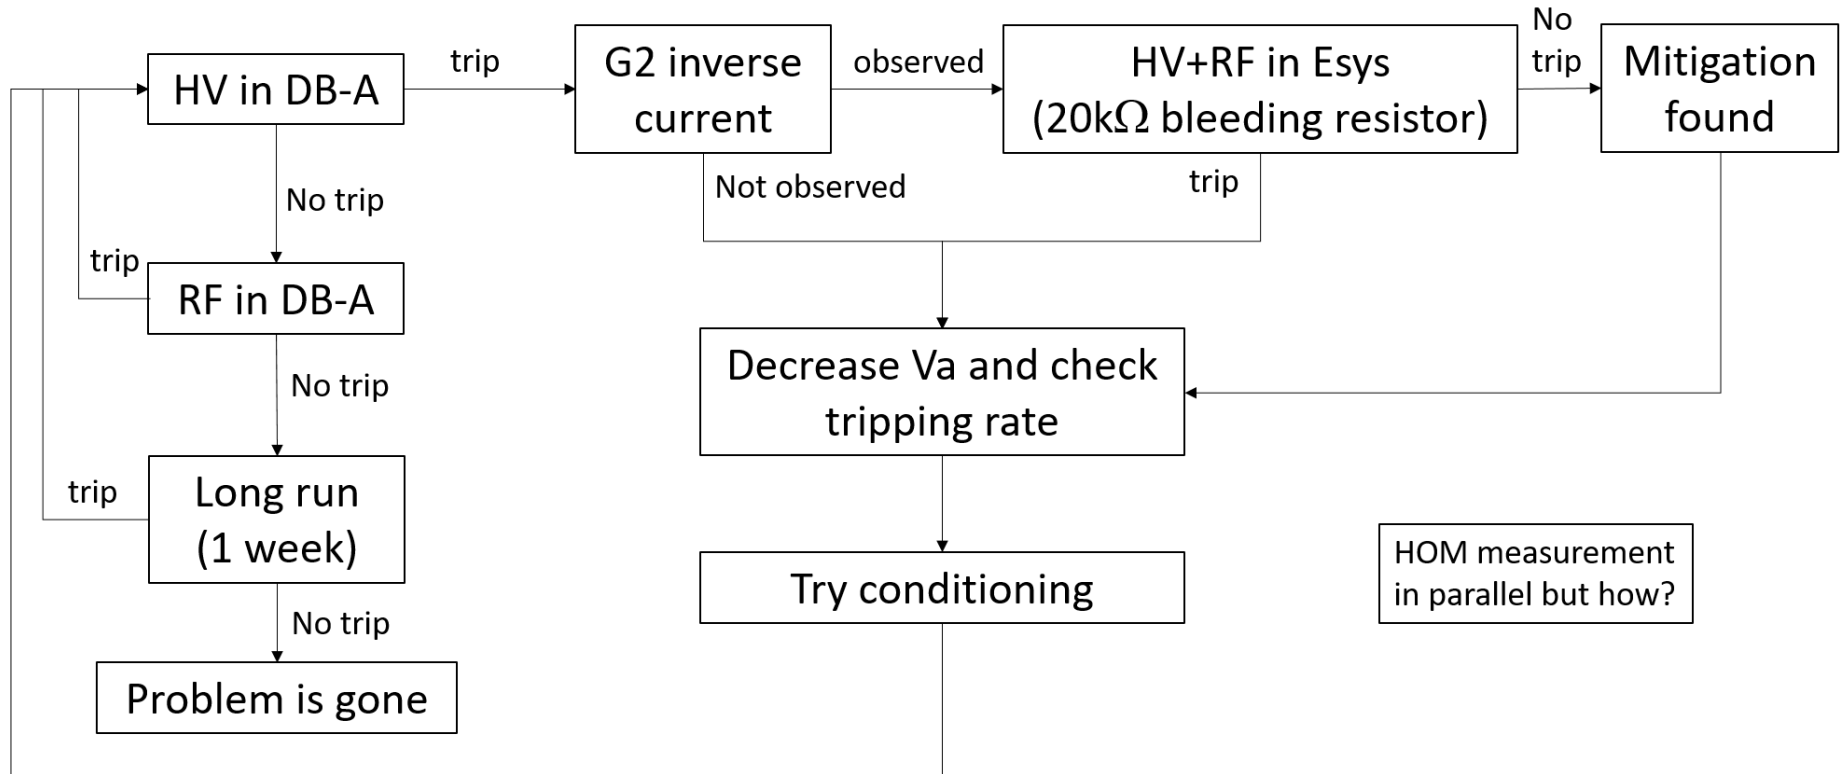 HV in DB-A
trip
G2 inverse
current
observed
HV+RF in Esys
(20kΩ bleeding resistor)
No
trip
Mitigation
found
No trip
Not observed
trip
trip
RF in DB-A
No trip
Decrease Va and check
tripping rate
trip
Long run
(1 week)
No trip
Try conditioning
HOM measurement
in parallel but how?
Problem is gone